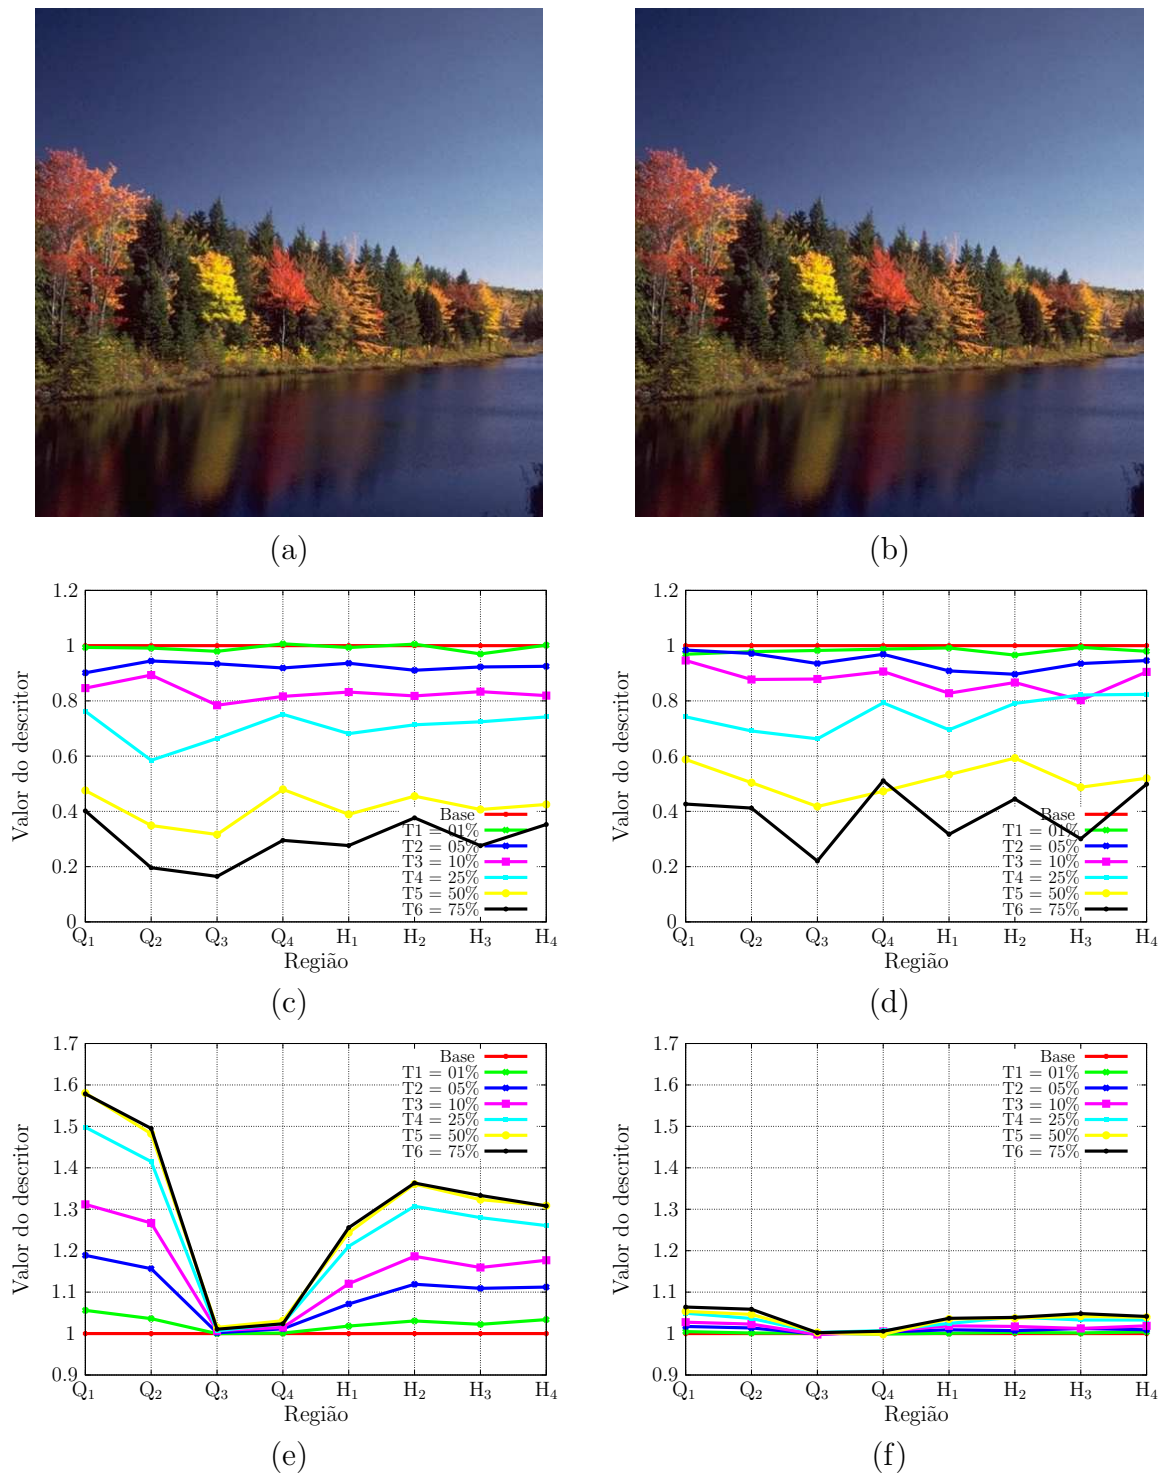 (a)
(b)
1.2
1
0.8
0.6
0.4
0.2
0
Valor do descritor
Q1 Q2 Q3 Q4 H1 H2 H3 H4
Região
Base
T1 = 01%
T2 = 05%
T3 = 10%
T4 = 25%
T5 = 50%
T6 = 75%
(c)
1.2
1
0.8
0.6
0.4
0.2
0
Valor do descritor
Q1 Q2 Q3 Q4 H1 H2 H3 H4
Região
Base
T1 = 01%
T2 = 05%
T3 = 10%
T4 = 25%
T5 = 50%
T6 = 75%
(d)
1.7
1.6
1.5
1.4
1.3
1.2
1.1
1
0.9
Valor do descritor
Q1 Q2 Q3 Q4 H1 H2 H3 H4
Região
Base
T1 = 01%
T2 = 05%
T3 = 10%
T4 = 25%
T5 = 50%
T6 = 75%
(e)
1.7
1.6
1.5
1.4
1.3
1.2
1.1
1
0.9
Valor do descritor
Q1 Q2 Q3 Q4 H1 H2 H3 H4
Região
Base
T1 = 01%
T2 = 05%
T3 = 10%
T4 = 25%
T5 = 50%
T6 = 75%
(f)